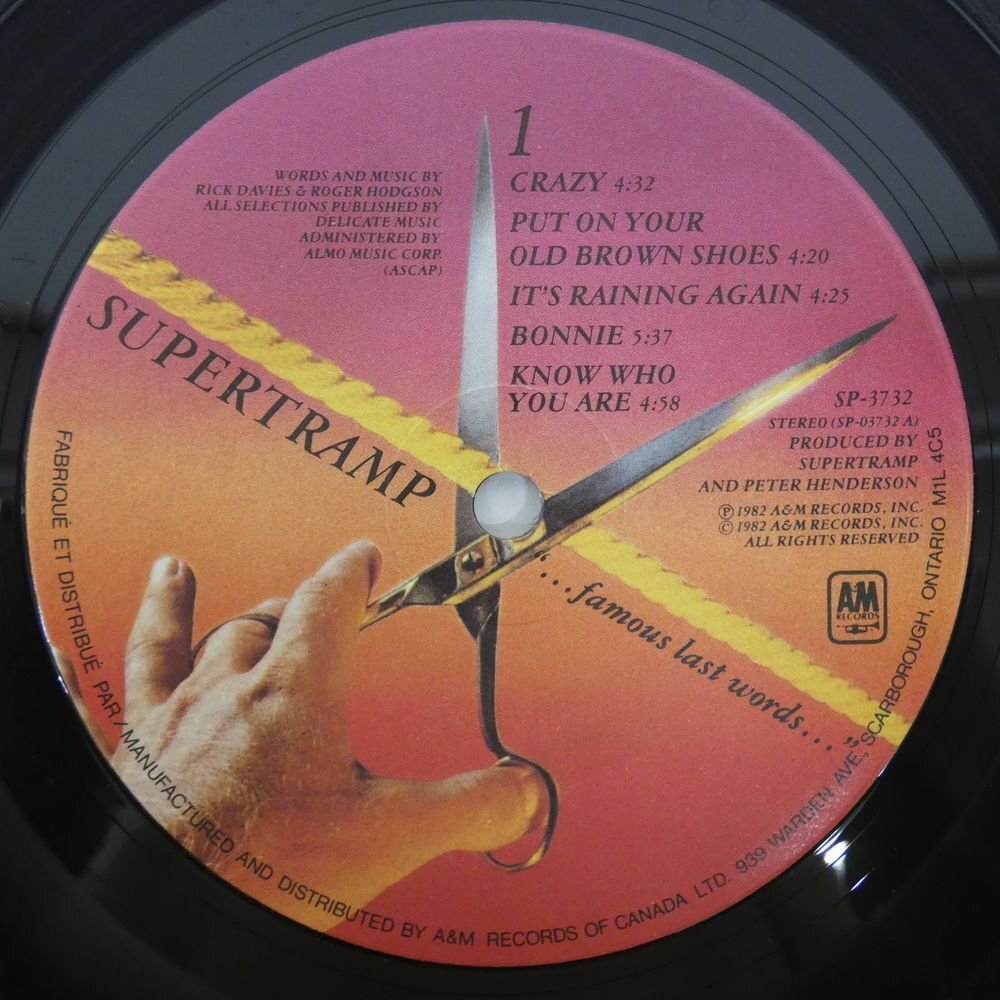 1
CRAZY 4:32
PUT ON YOUR
OLD BROWN SHOES 4:20
IT'S RAINING AGAIN 4:25
BONNIE 5:37
KNOW WHO
YOU ARE 4:58
WORDS AND MUSIC BY
RICK DAVIES & ROGER HODGSON
ALL SELECTIONS PUBLISHED BY
DELICATE MUSIC
ADMINISTERED BY
ALMO MUSIC CORP.
(ASCAP)
SUPERTRAMP
"...famous last words..."
SP-3732
STEREO (SP-03732 A)
PRODUCED BY
SUPERTRAMP
AND PETER HENDERSON
℗ 1982 A&M RECORDS, INC.
© 1982 A&M RECORDS, INC.
ALL RIGHTS RESERVED
A&M
RECORDS
FABRIQUÉ ET DISTRIBUÉ PAR / MANUFACTURED AND DISTRIBUTED BY A&M RECORDS OF CANADA LTD. 939 WARDEN AVE., SCARBOROUGH, ONTARIO M1L 4C5